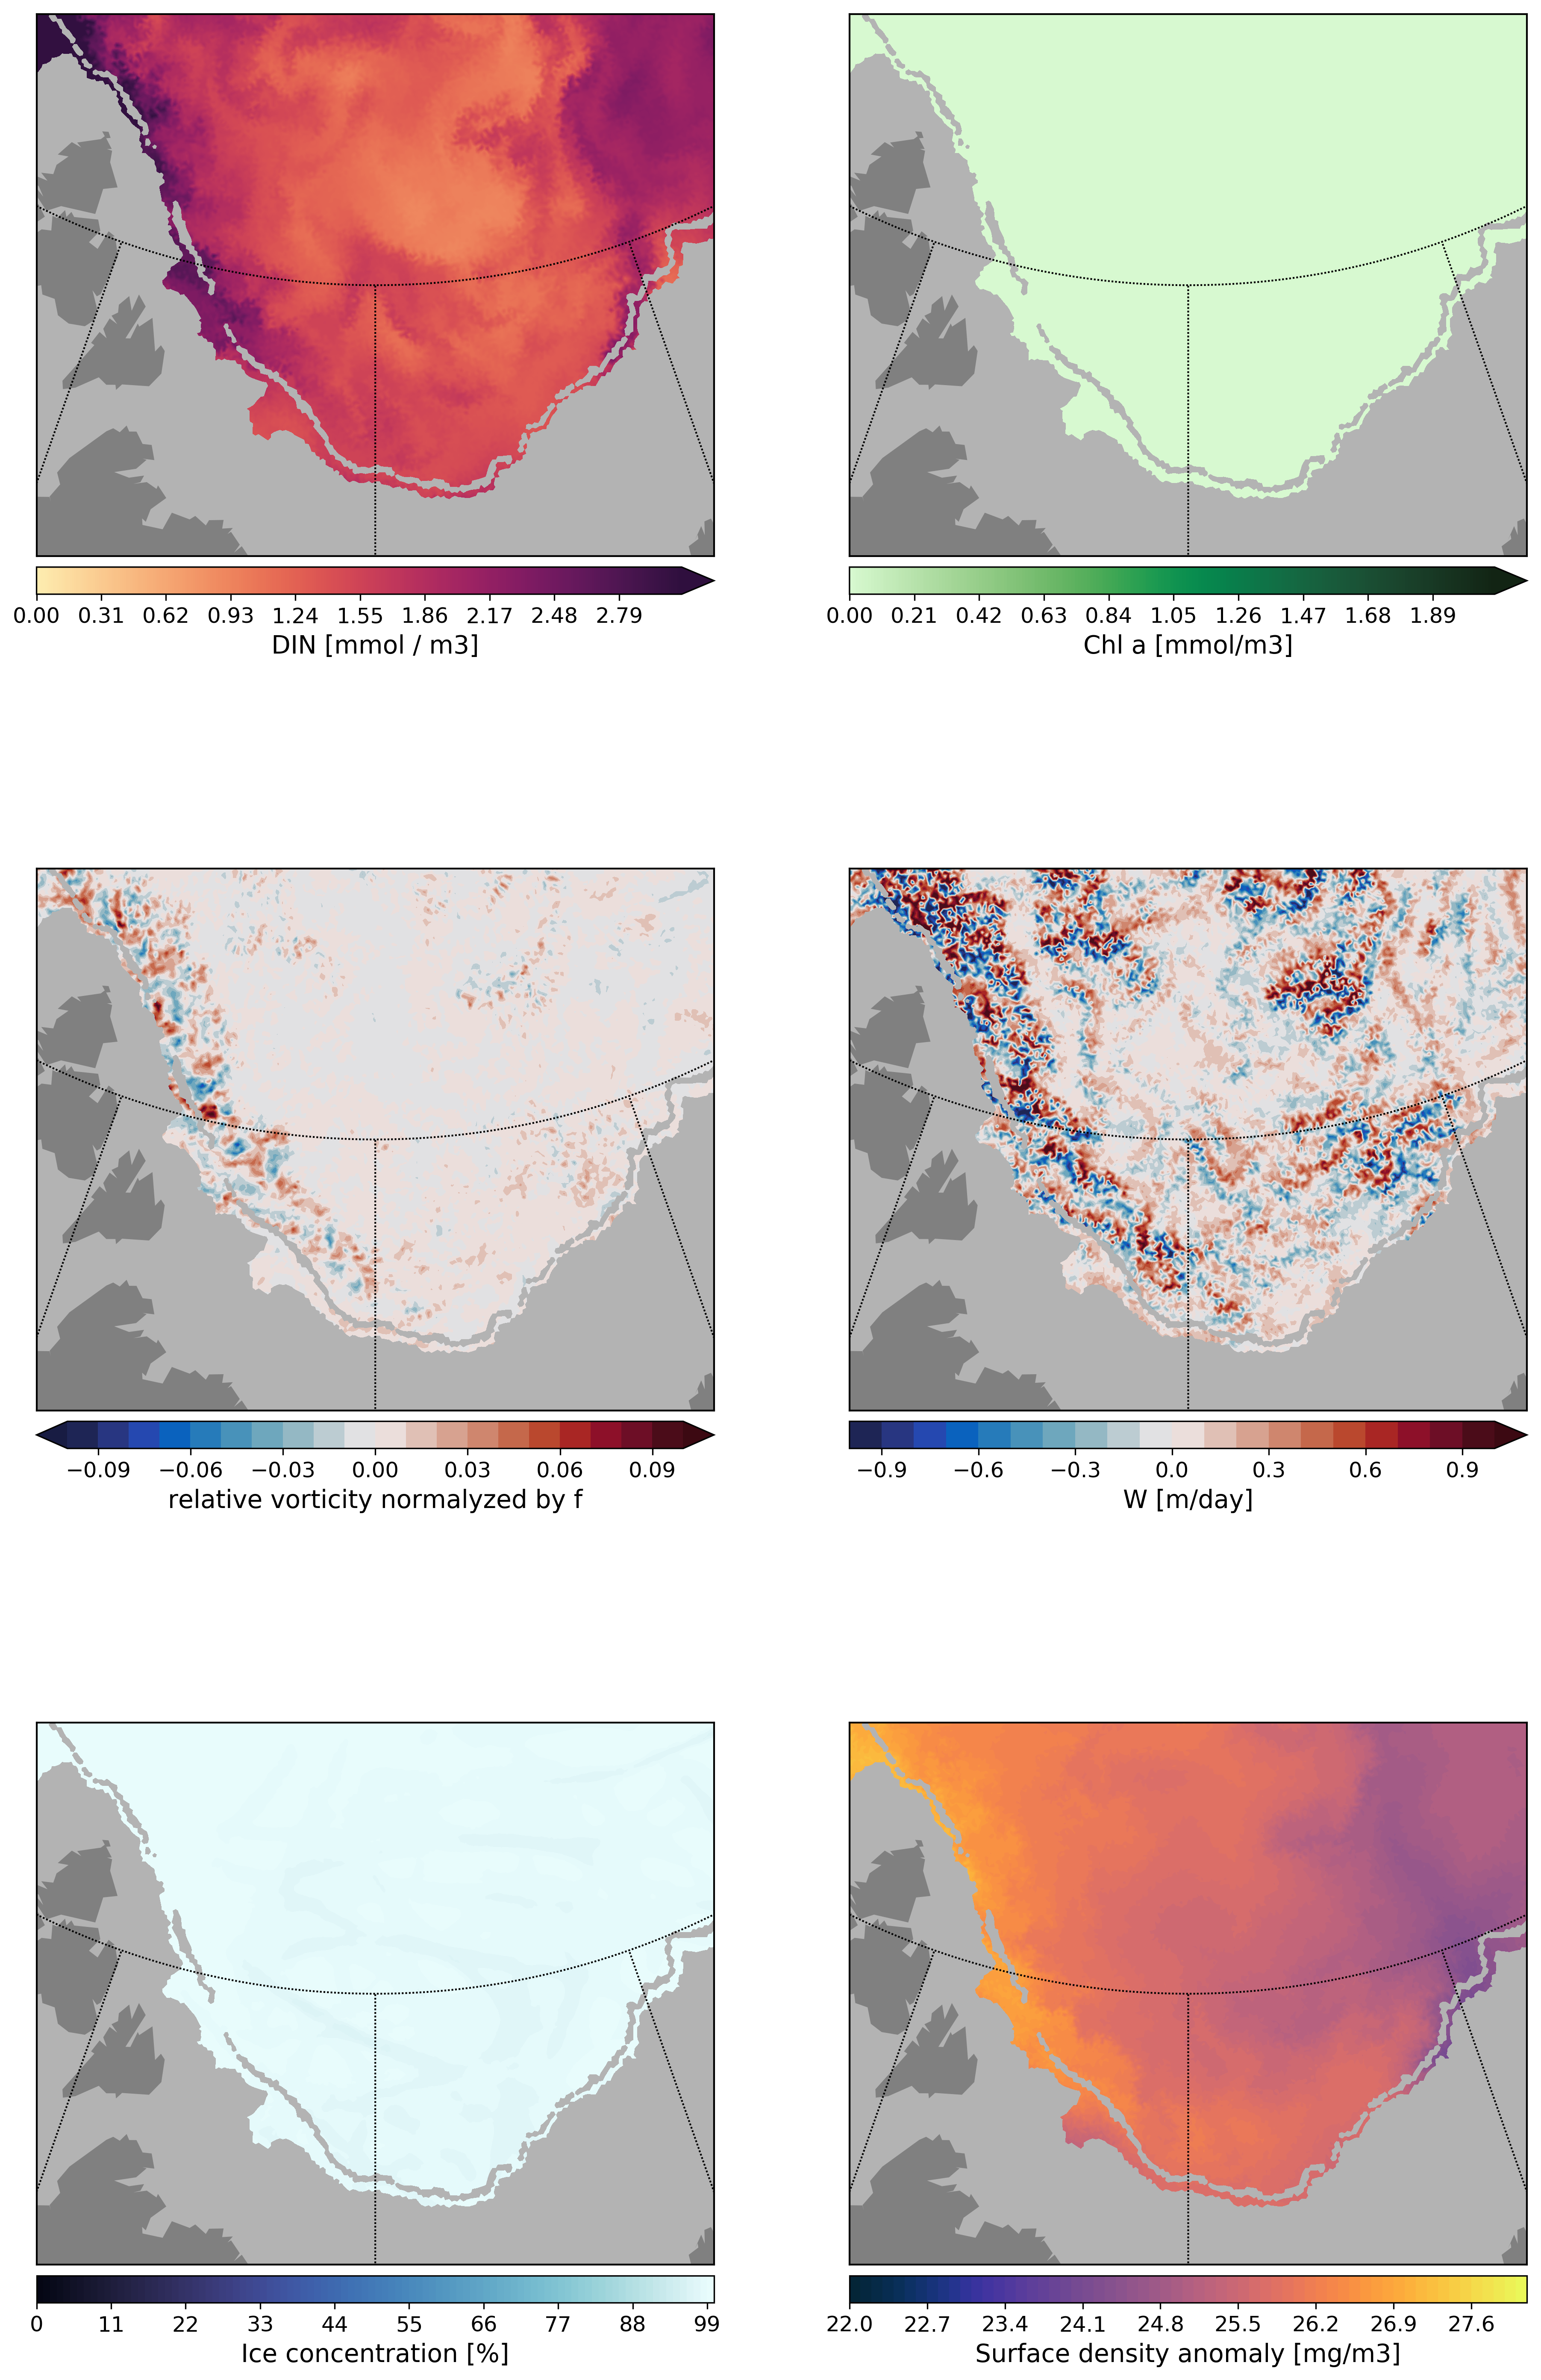 0.00 0.31 0.62 0.93 1.24 1.55 1.86 2.17 2.48 2.79
DIN [mmol / m3]
0.00 0.21 0.42 0.63 0.84 1.05 1.26 1.47 1.68 1.89
Chl a [mmol/m3]
−0.09 −0.06 −0.03 0.00 0.03 0.06 0.09
relative vorticity normalyzed by f
−0.9 −0.6 −0.3 0.0 0.3 0.6 0.9
W [m/day]
0 11 22 33 44 55 66 77 88 99
Ice concentration [%]
22.0 22.7 23.4 24.1 24.8 25.5 26.2 26.9 27.6
Surface density anomaly [mg/m3]